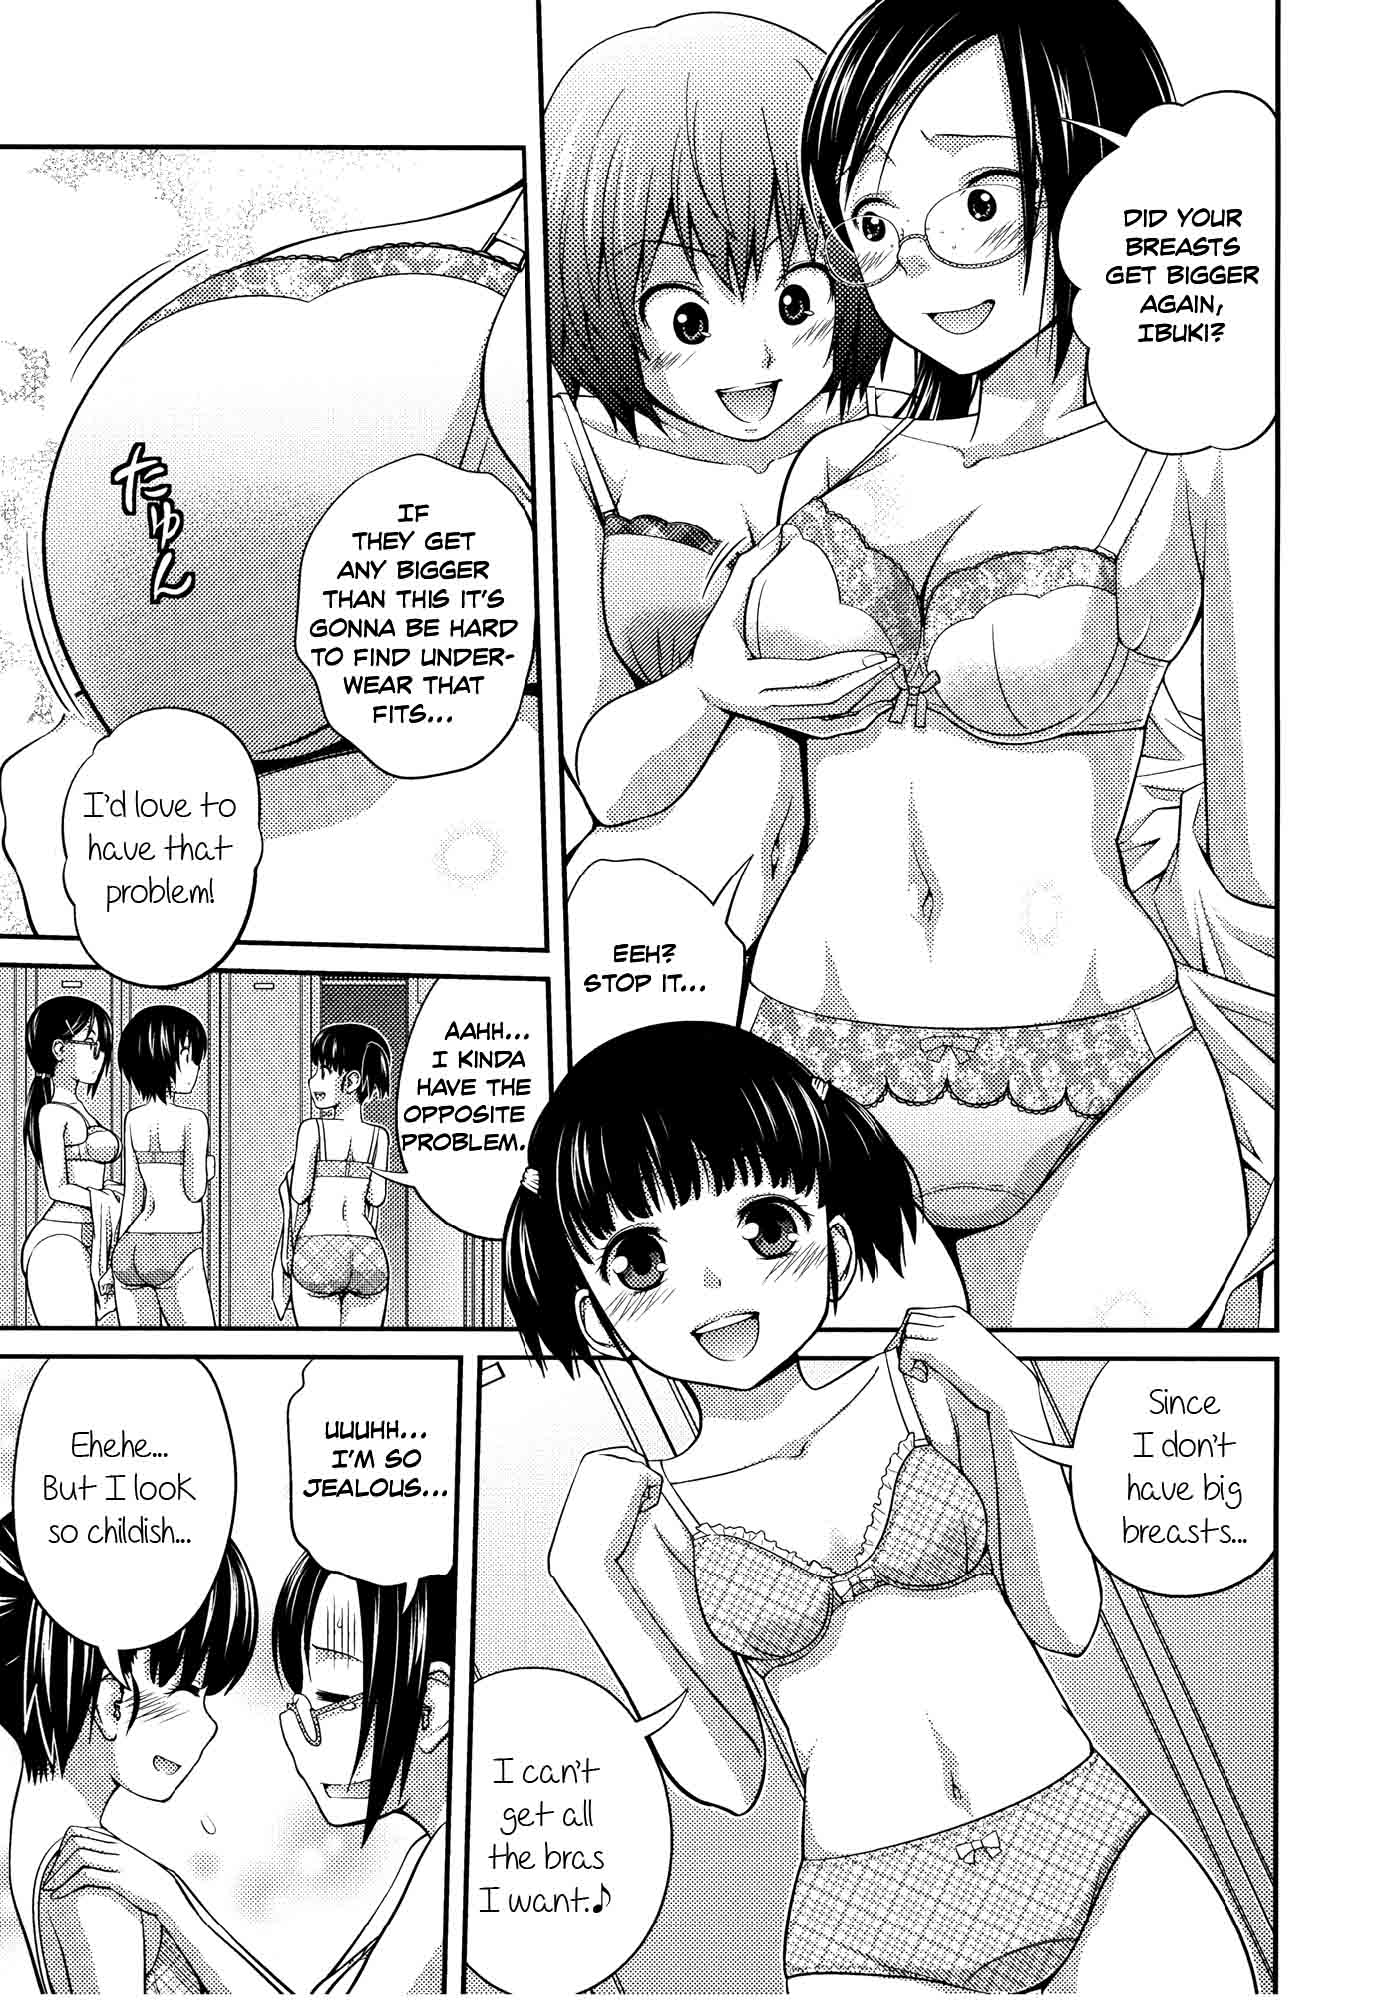 DID YOUR
BREASTS
GET BIGGER
AGAIN,
IBUKI?
EEH?
STOP IT...
IF
THEY GET
ANY BIGGER
THAN THIS IT'S
GONNA BE HARD
TO FIND UNDER-
WEAR THAT
FITS...
たゆん
I'd love to
have that
problem!
AAHH...
I KINDA
HAVE THE
OPPOSITE
PROBLEM.
Since
I don't
have big
breasts...
I can't
get all
the bras
I want.♪
UUUHH...
I'M SO
JEALOUS...
Ehehe...
But I look
so childish...